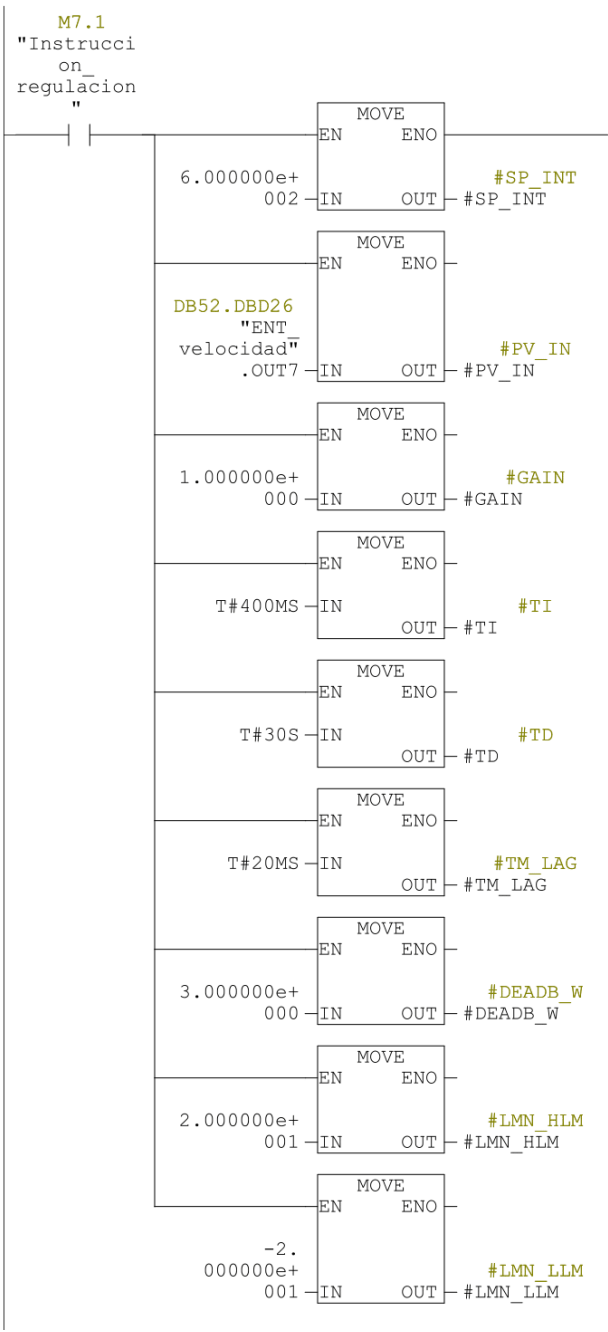 M7.1
"Instrucci
on_
regulacion
"
MOVE
EN ENO
6.000000e+ #SP_INT
002 IN OUT #SP_INT
MOVE
EN ENO
DB52.DBD26
"ENT_
velocidad" #PV_IN
.OUT7 IN OUT #PV_IN
MOVE
EN ENO
1.000000e+ #GAIN
000 IN OUT #GAIN
MOVE
EN ENO
T#400MS IN #TI
OUT #TI
MOVE
EN ENO
T#30S IN #TD
OUT #TD
MOVE
EN ENO
T#20MS IN #TM_LAG
OUT #TM_LAG
MOVE
EN ENO
3.000000e+ #DEADB_W
000 IN OUT #DEADB_W
MOVE
EN ENO
2.000000e+ #LMN_HLM
001 IN OUT #LMN_HLM
MOVE
EN ENO
-2.
000000e+ #LMN_LLM
001 IN OUT #LMN_LLM